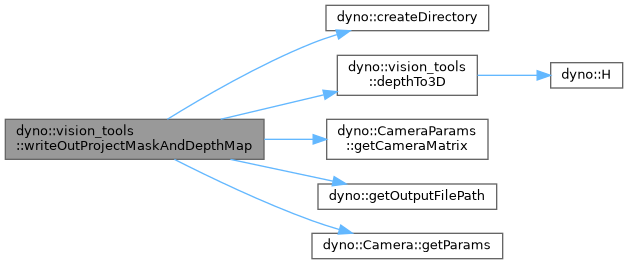 dyno::createDirectory
dyno::vision_tools
::depthTo3D
dyno::H
dyno::vision_tools
::writeOutProjectMaskAndDepthMap
dyno::CameraParams
::getCameraMatrix
dyno::getOutputFilePath
dyno::Camera::getParams